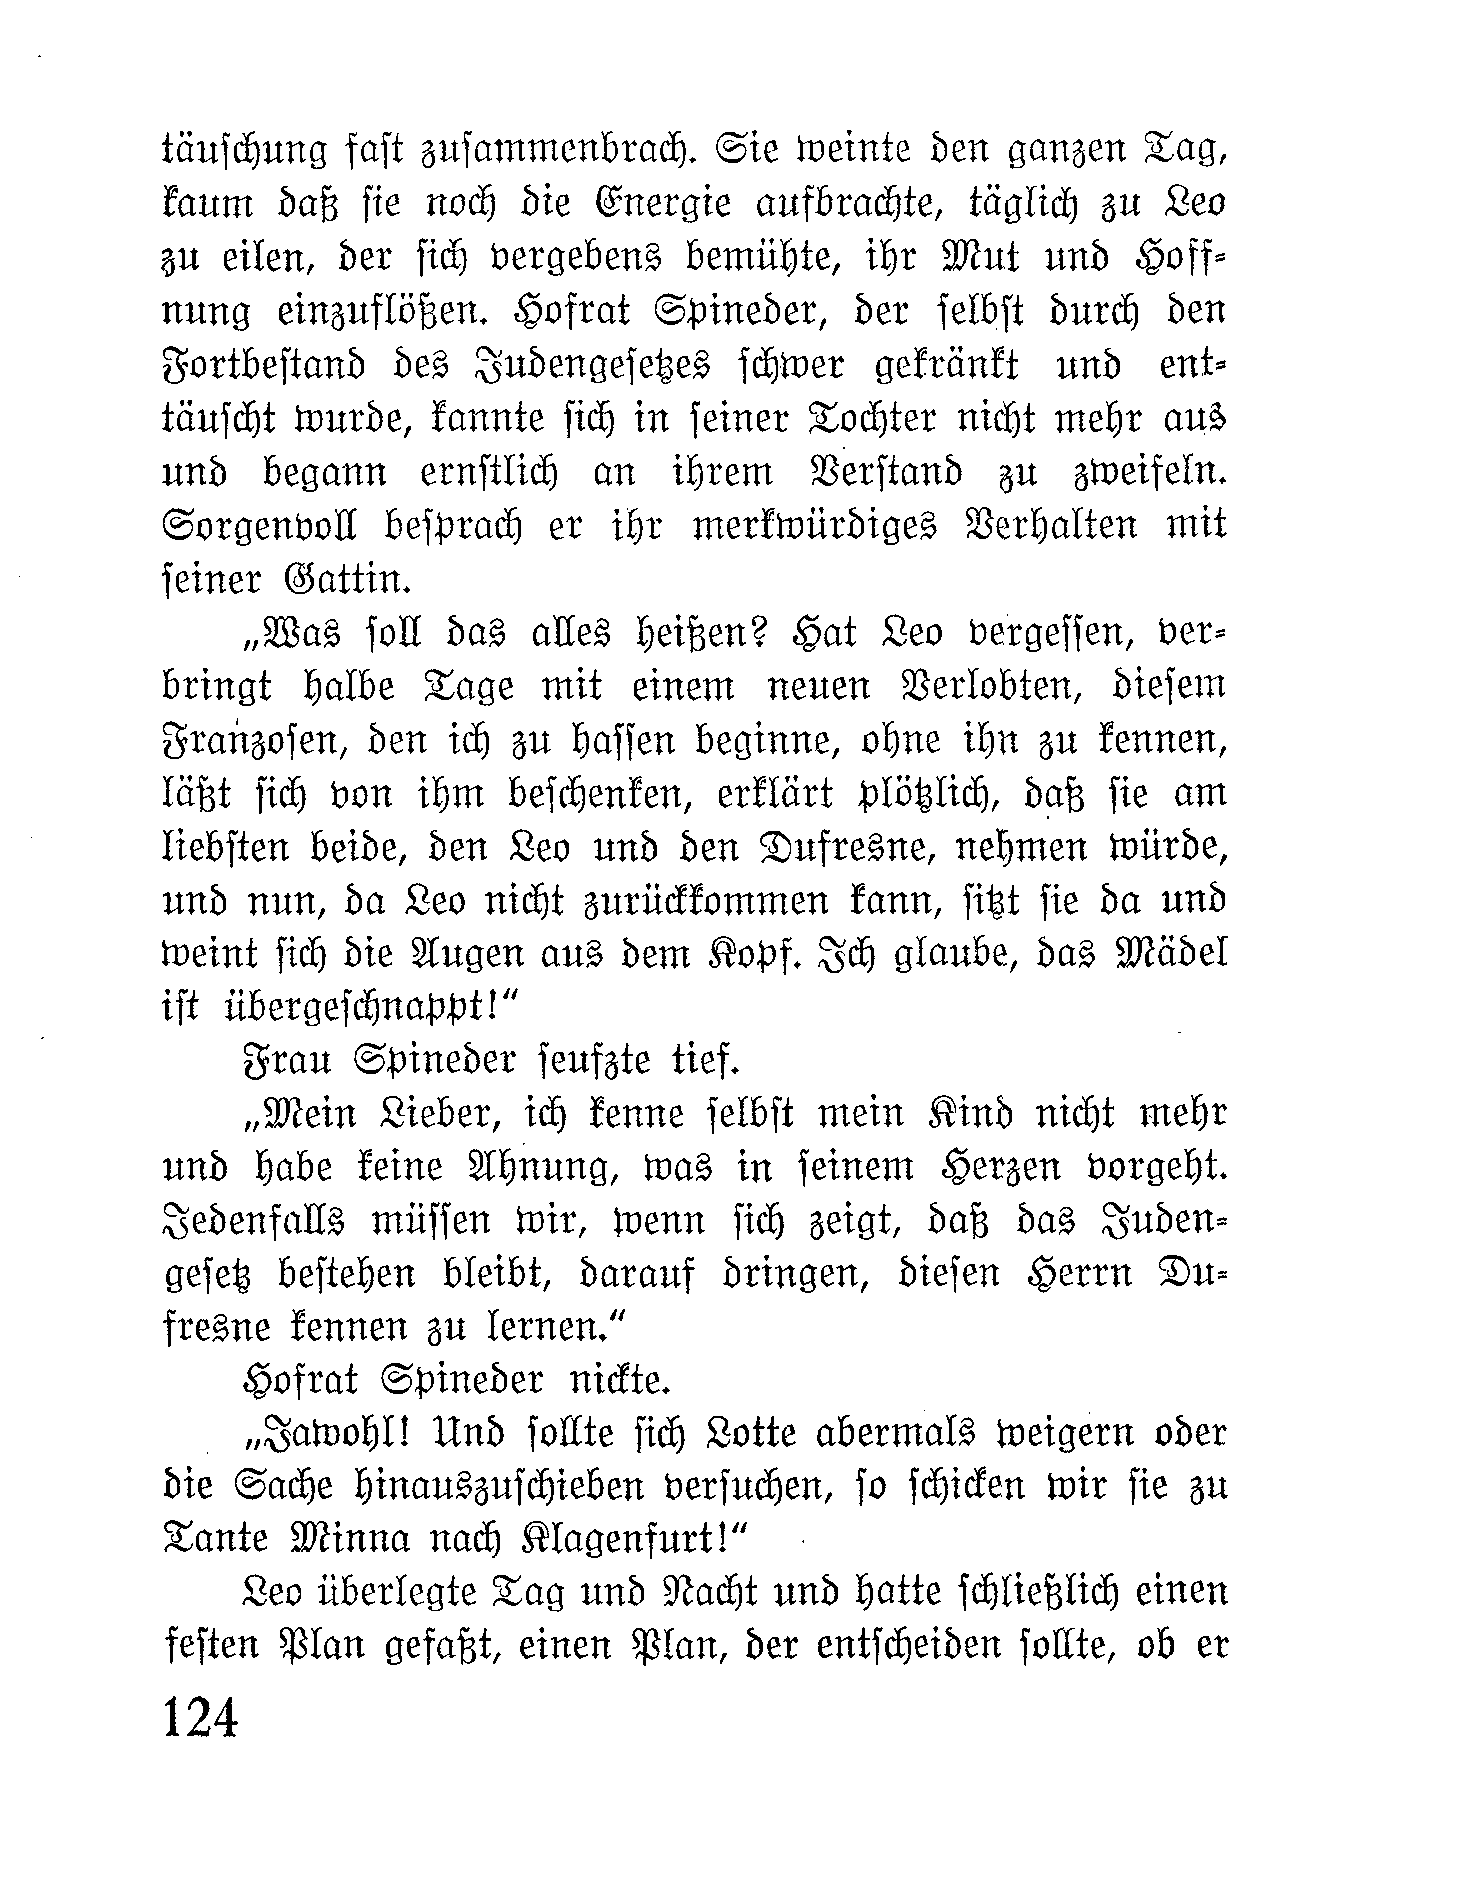 täuſchung faſt zuſammenbrach. Sie weinte den ganzen Tag,
kaum daß ſie noch die Energie aufbrachte, täglich zu Leo
zu eilen, der ſich vergebens bemühte, ihr Mut und Hoff-
nung einzuflößen. Hofrat Spineder, der ſelbſt durch den
Fortbeſtand des Judengeſetzes ſchwer gekränkt und ent-
täuſcht wurde, kannte ſich in ſeiner Tochter nicht mehr aus
und begann ernſtlich an ihrem Verſtand zu zweifeln.
Sorgenvoll beſprach er ihr merkwürdiges Verhalten mit
ſeiner Gattin.
„Was ſoll das alles heißen? Hat Leo vergeſſen, ver-
bringt halbe Tage mit einem neuen Verlobten, dieſem
Franzoſen, den ich zu haſſen beginne, ohne ihn zu kennen,
läßt ſich von ihm beſchenken, erklärt plötzlich, daß ſie am
liebſten beide, den Leo und den Dufresne, nehmen würde,
und nun, da Leo nicht zurückkommen kann, ſitzt ſie da und
weint ſich die Augen aus dem Kopf. Ich glaube, das Mädel
iſt übergeſchnappt!“
Frau Spineder ſeufzte tief.
„Mein Lieber, ich kenne ſelbſt mein Kind nicht mehr
und habe keine Ahnung, was in ſeinem Herzen vorgeht.
Jedenfalls müſſen wir, wenn ſich zeigt, daß das Juden-
geſetz beſtehen bleibt, darauf dringen, dieſen Herrn Du-
fresne kennen zu lernen.“
Hofrat Spineder nickte.
„Jawohl! Und ſollte ſich Lotte abermals weigern oder
die Sache hinauszuſchieben verſuchen, ſo ſchicken wir ſie zu
Tante Minna nach Klagenfurt!“
Leo überlegte Tag und Nacht und hatte ſchließlich einen
feſten Plan gefaßt, einen Plan, der entſcheiden ſollte, ob er
124